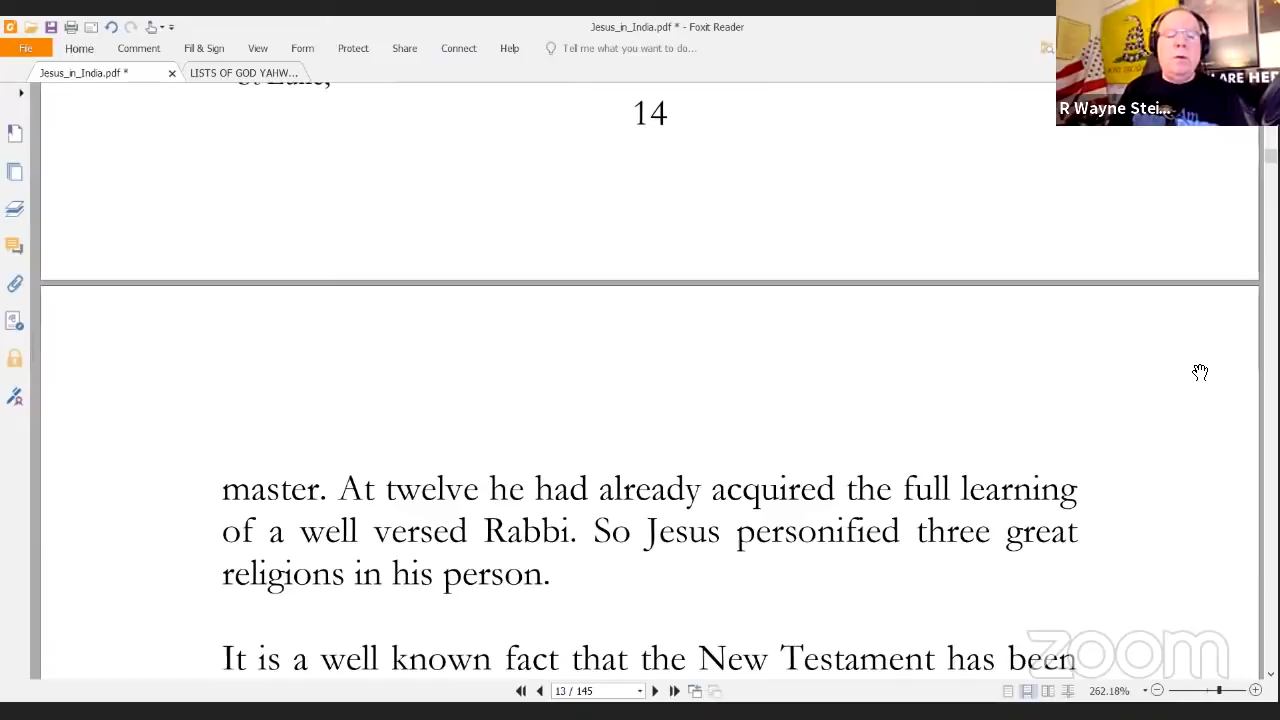 Jesus_in_India.pdf * - Foxit Reader
File Home Comment Fill & Sign View Form Protect Share Connect Help Tell me what you want to do...
Jesus_in_India.pdf * LISTS OF GOD YAHW...
14
ARE HER
R Wayne Stei...
master. At twelve he had already acquired the full learning
of a well versed Rabbi. So Jesus personified three great
religions in his person.
It is a well known fact that the New Testament has been
zoom
13 / 145 262.18%